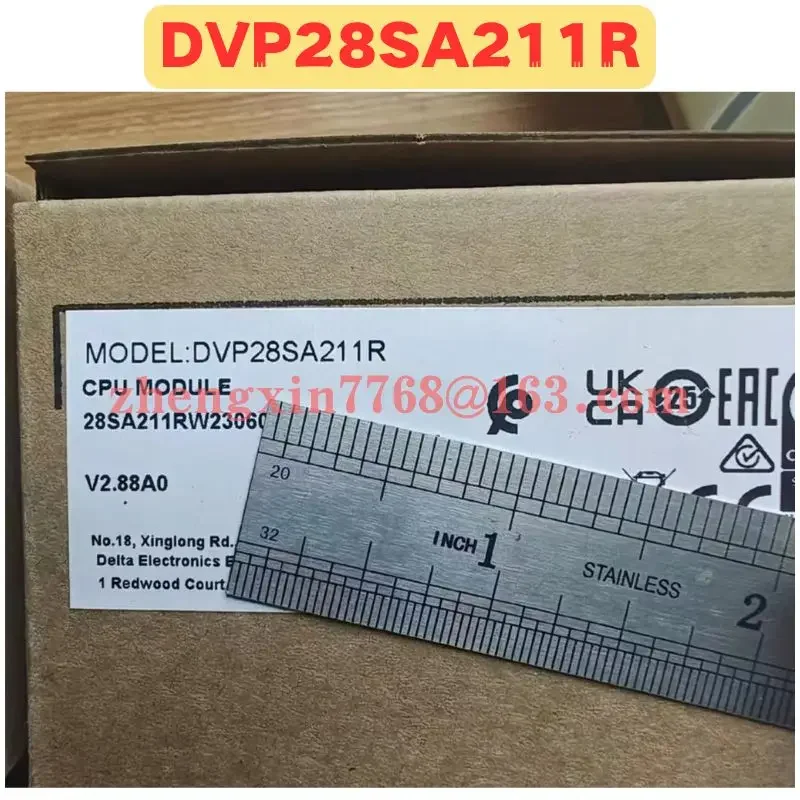 DVP28SA211R
MODEL:DVP28SA211R
CPU MODULE
zhengxin7768@163.com
28SA211RW23060
UK
CA
25
EAC
V2.88A0
No.18, Xinglong Rd.
Delta Electronics
1 Redwood Court,
20
32
INCH 1
STAINLESS
2